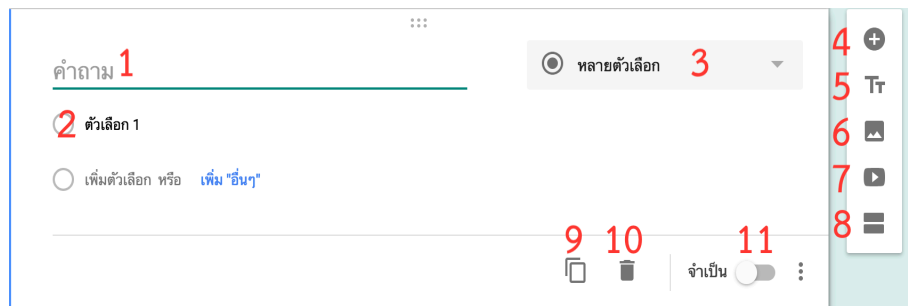 คำถาม 1
หลายตัวเลือก 3
4
5 Tт
2 ตัวเลือก 1
6
เพิ่มตัวเลือก หรือ เพิ่ม "อื่นๆ"
7
8
9 10 11
จำเป็น